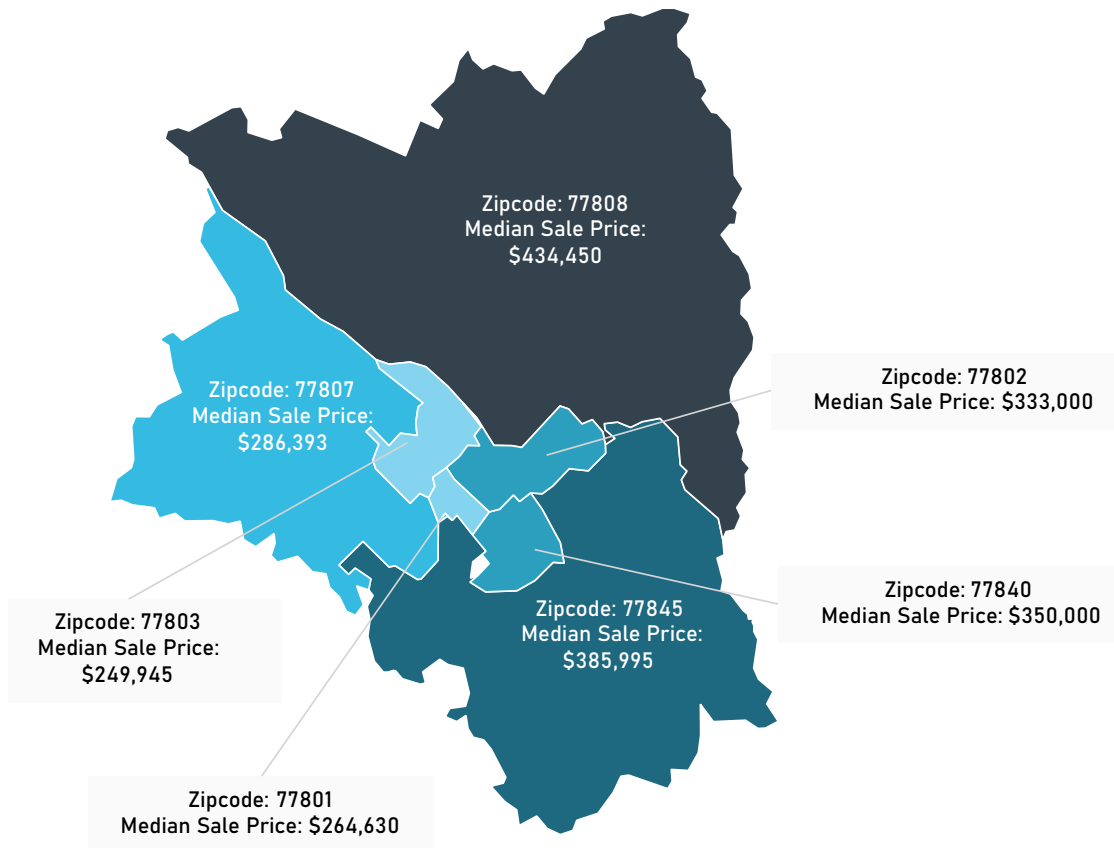 Zipcode: 77808
Median Sale Price:
$434,450
Zipcode: 77802
Median Sale Price: $333,000
Zipcode: 77807
Median Sale Price:
$286,393
Zipcode: 77840
Median Sale Price: $350,000
Zipcode: 77845
Median Sale Price:
$385,995
Zipcode: 77803
Median Sale Price:
$249,945
Zipcode: 77801
Median Sale Price: $264,630